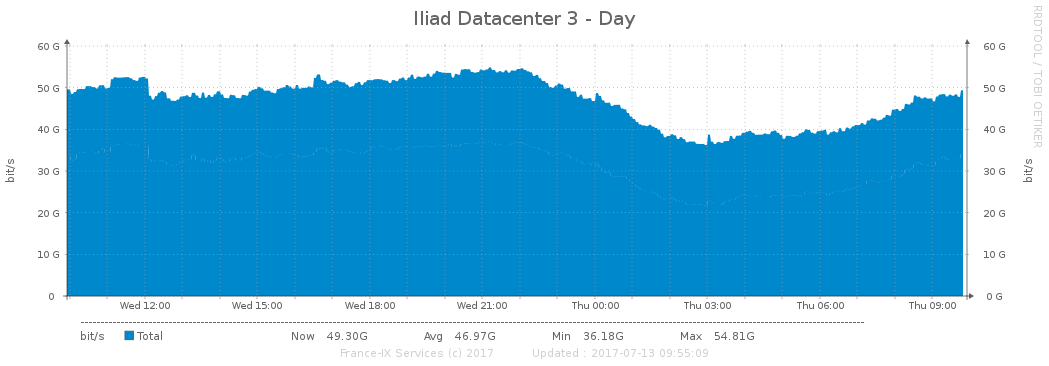 Iliad Datacenter 3 - Day
RRDTOOL / TOBI OETIKER
60 G 60 G
50 G 50 G
40 G 40 G
30 G 30 G
20 G 20 G
10 G 10 G
0 0 G
bit/s bit/s
Wed 12:00 Wed 15:00 Wed 18:00 Wed 21:00 Thu 00:00 Thu 03:00 Thu 06:00 Thu 09:00
bit/s Total Now 49.30G Avg 46.97G Min 36.18G Max 54.81G
France-IX Services (c) 2017 Updated : 2017-07-13 09:55:09